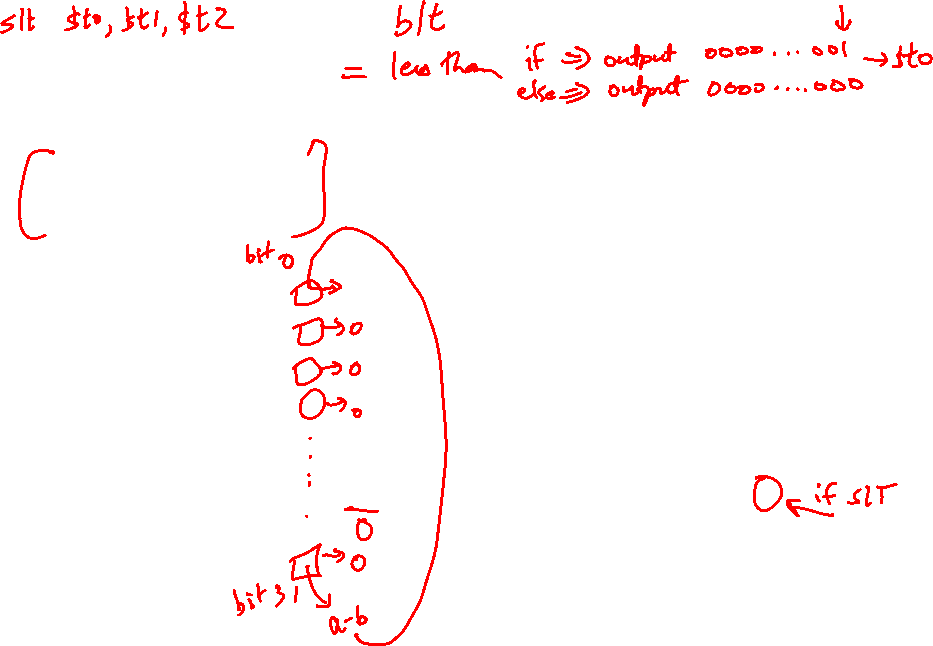 slt $t0, $t1, $t2
b/t
= less than if ⇒ output 0000...001 → $t0
else ⇒ output 0000....000
bit 0
→
→ 0
→ 0
→ 0
0
→ 0
bit 31
a-b
if slT